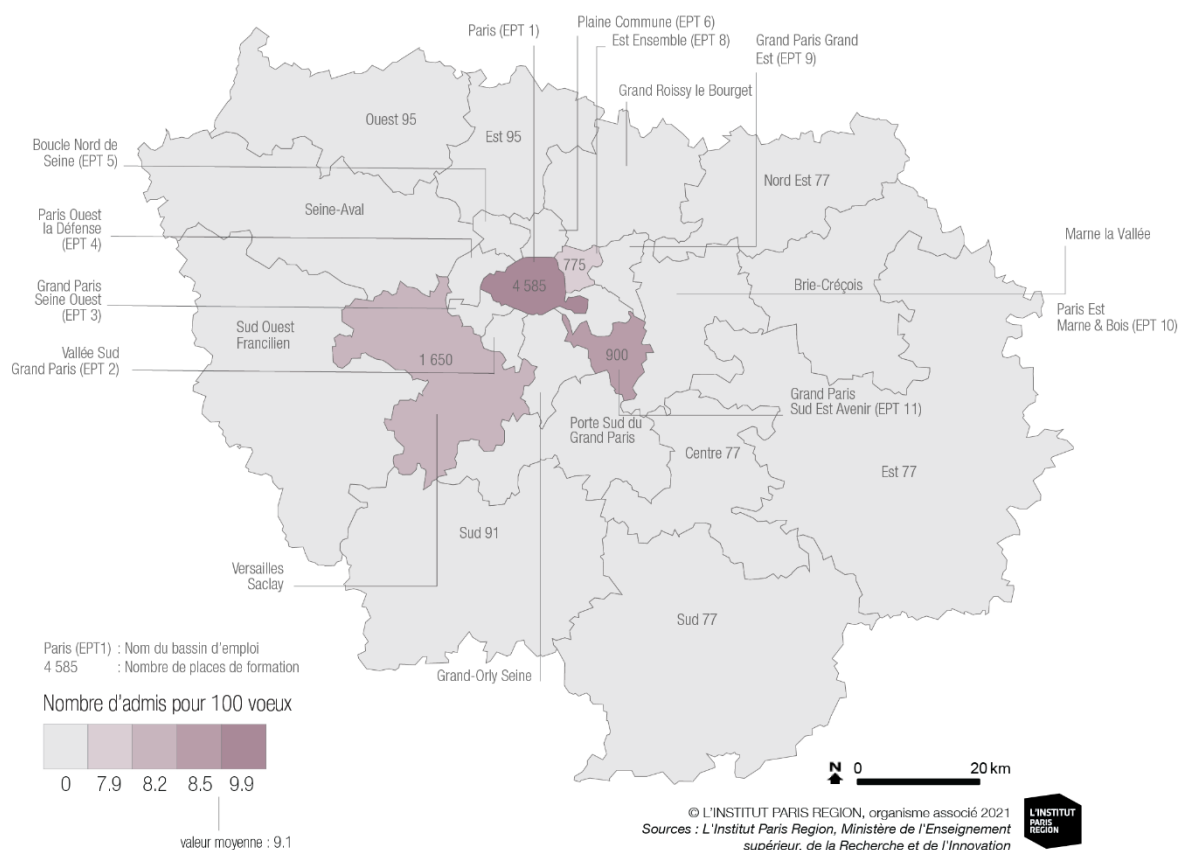 Paris (EPT 1)
Plaine Commune (EPT 6)
Est Ensemble (EPT 8)
Grand Paris Grand
Est (EPT 9)
Grand Roissy le Bourget
Ouest 95
Est 95
Boucle Nord de
Seine (EPT 5)
Nord Est 77
Seine-Aval
Paris Ouest
la Défense
(EPT 4)
Marne la Vallée
775
4 585
Brie-Créçois
Grand Paris
Seine Ouest
(EPT 3)
Paris Est
Marne & Bois (EPT 10)
Sud Ouest
Francilien
Vallée Sud
Grand Paris (EPT 2)
1 650
900
Grand Paris
Sud Est Avenir (EPT 11)
Porte Sud du
Grand Paris
Centre 77
Est 77
Sud 91
Versailles
Saclay
Sud 77
Grand-Orly Seine
Paris (EPT1) : Nom du bassin d'emploi
4 585 : Nombre de places de formation
Nombre d'admis pour 100 voeux
0 7.9 8.2 8.5 9.9
valeur moyenne : 9.1
N 0 20 km
© L'INSTITUT PARIS REGION, organisme associé 2021
Sources : L'Institut Paris Region, Ministère de l'Enseignement
supérieur, de la Recherche et de l'Innovation
L'INSTITUT
PARIS
REGION